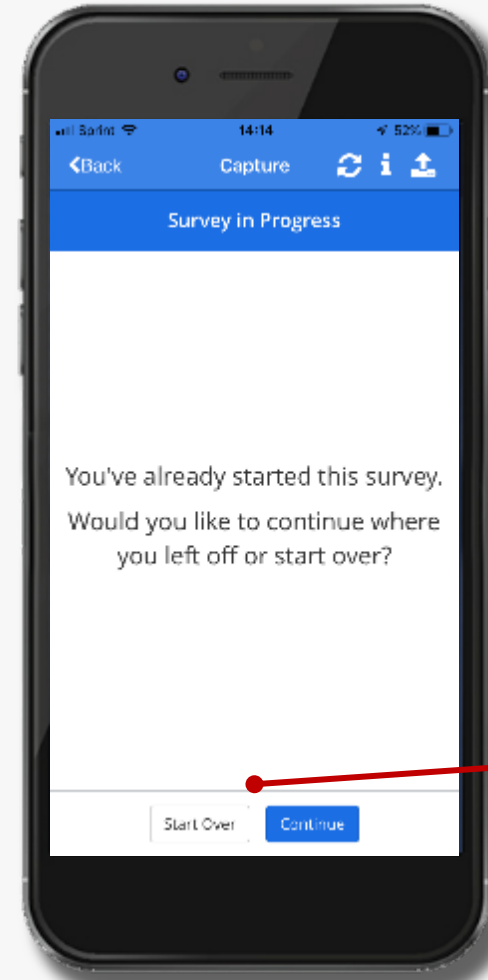 Sprint 14:14 52%
Back Capture
Survey in Progress
You've already started this survey.
Would you like to continue where
you left off or start over?
Start Over Continue